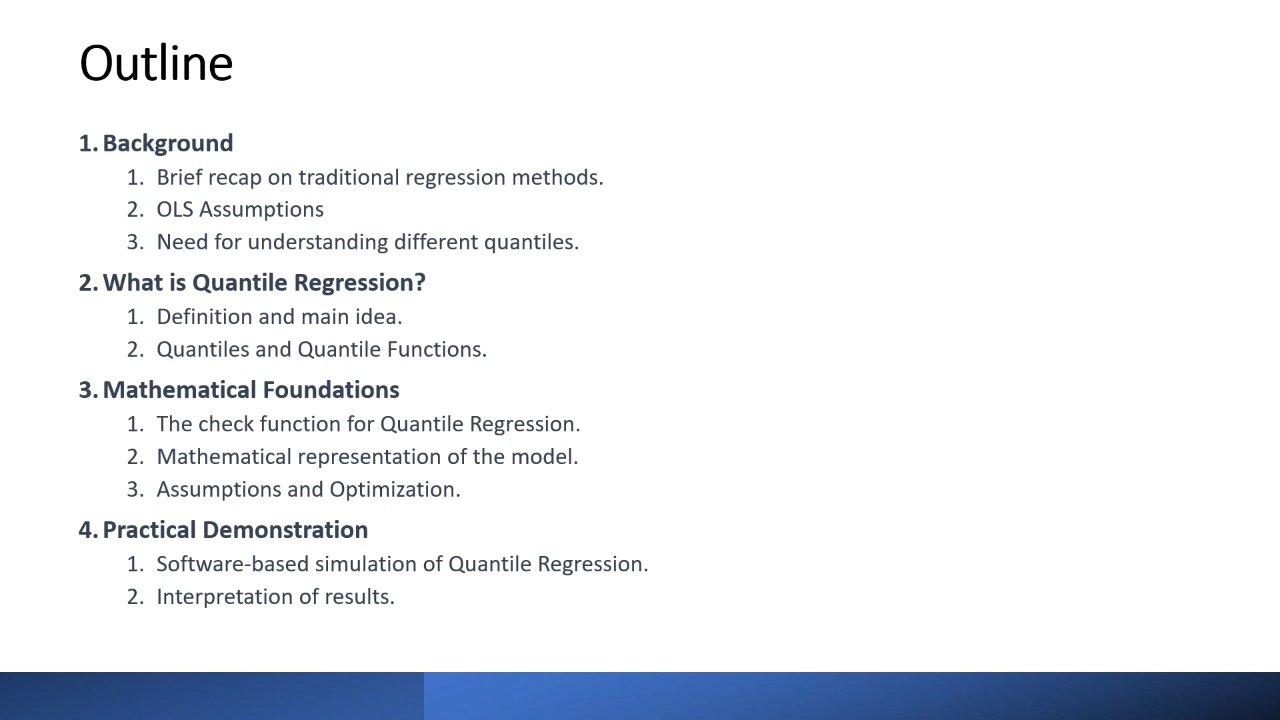 Outline
1. Background
1. Brief recap on traditional regression methods.
2. OLS Assumptions
3. Need for understanding different quantiles.
2. What is Quantile Regression?
1. Definition and main idea.
2. Quantiles and Quantile Functions.
3. Mathematical Foundations
1. The check function for Quantile Regression.
2. Mathematical representation of the model.
3. Assumptions and Optimization.
4. Practical Demonstration
1. Software-based simulation of Quantile Regression.
2. Interpretation of results.